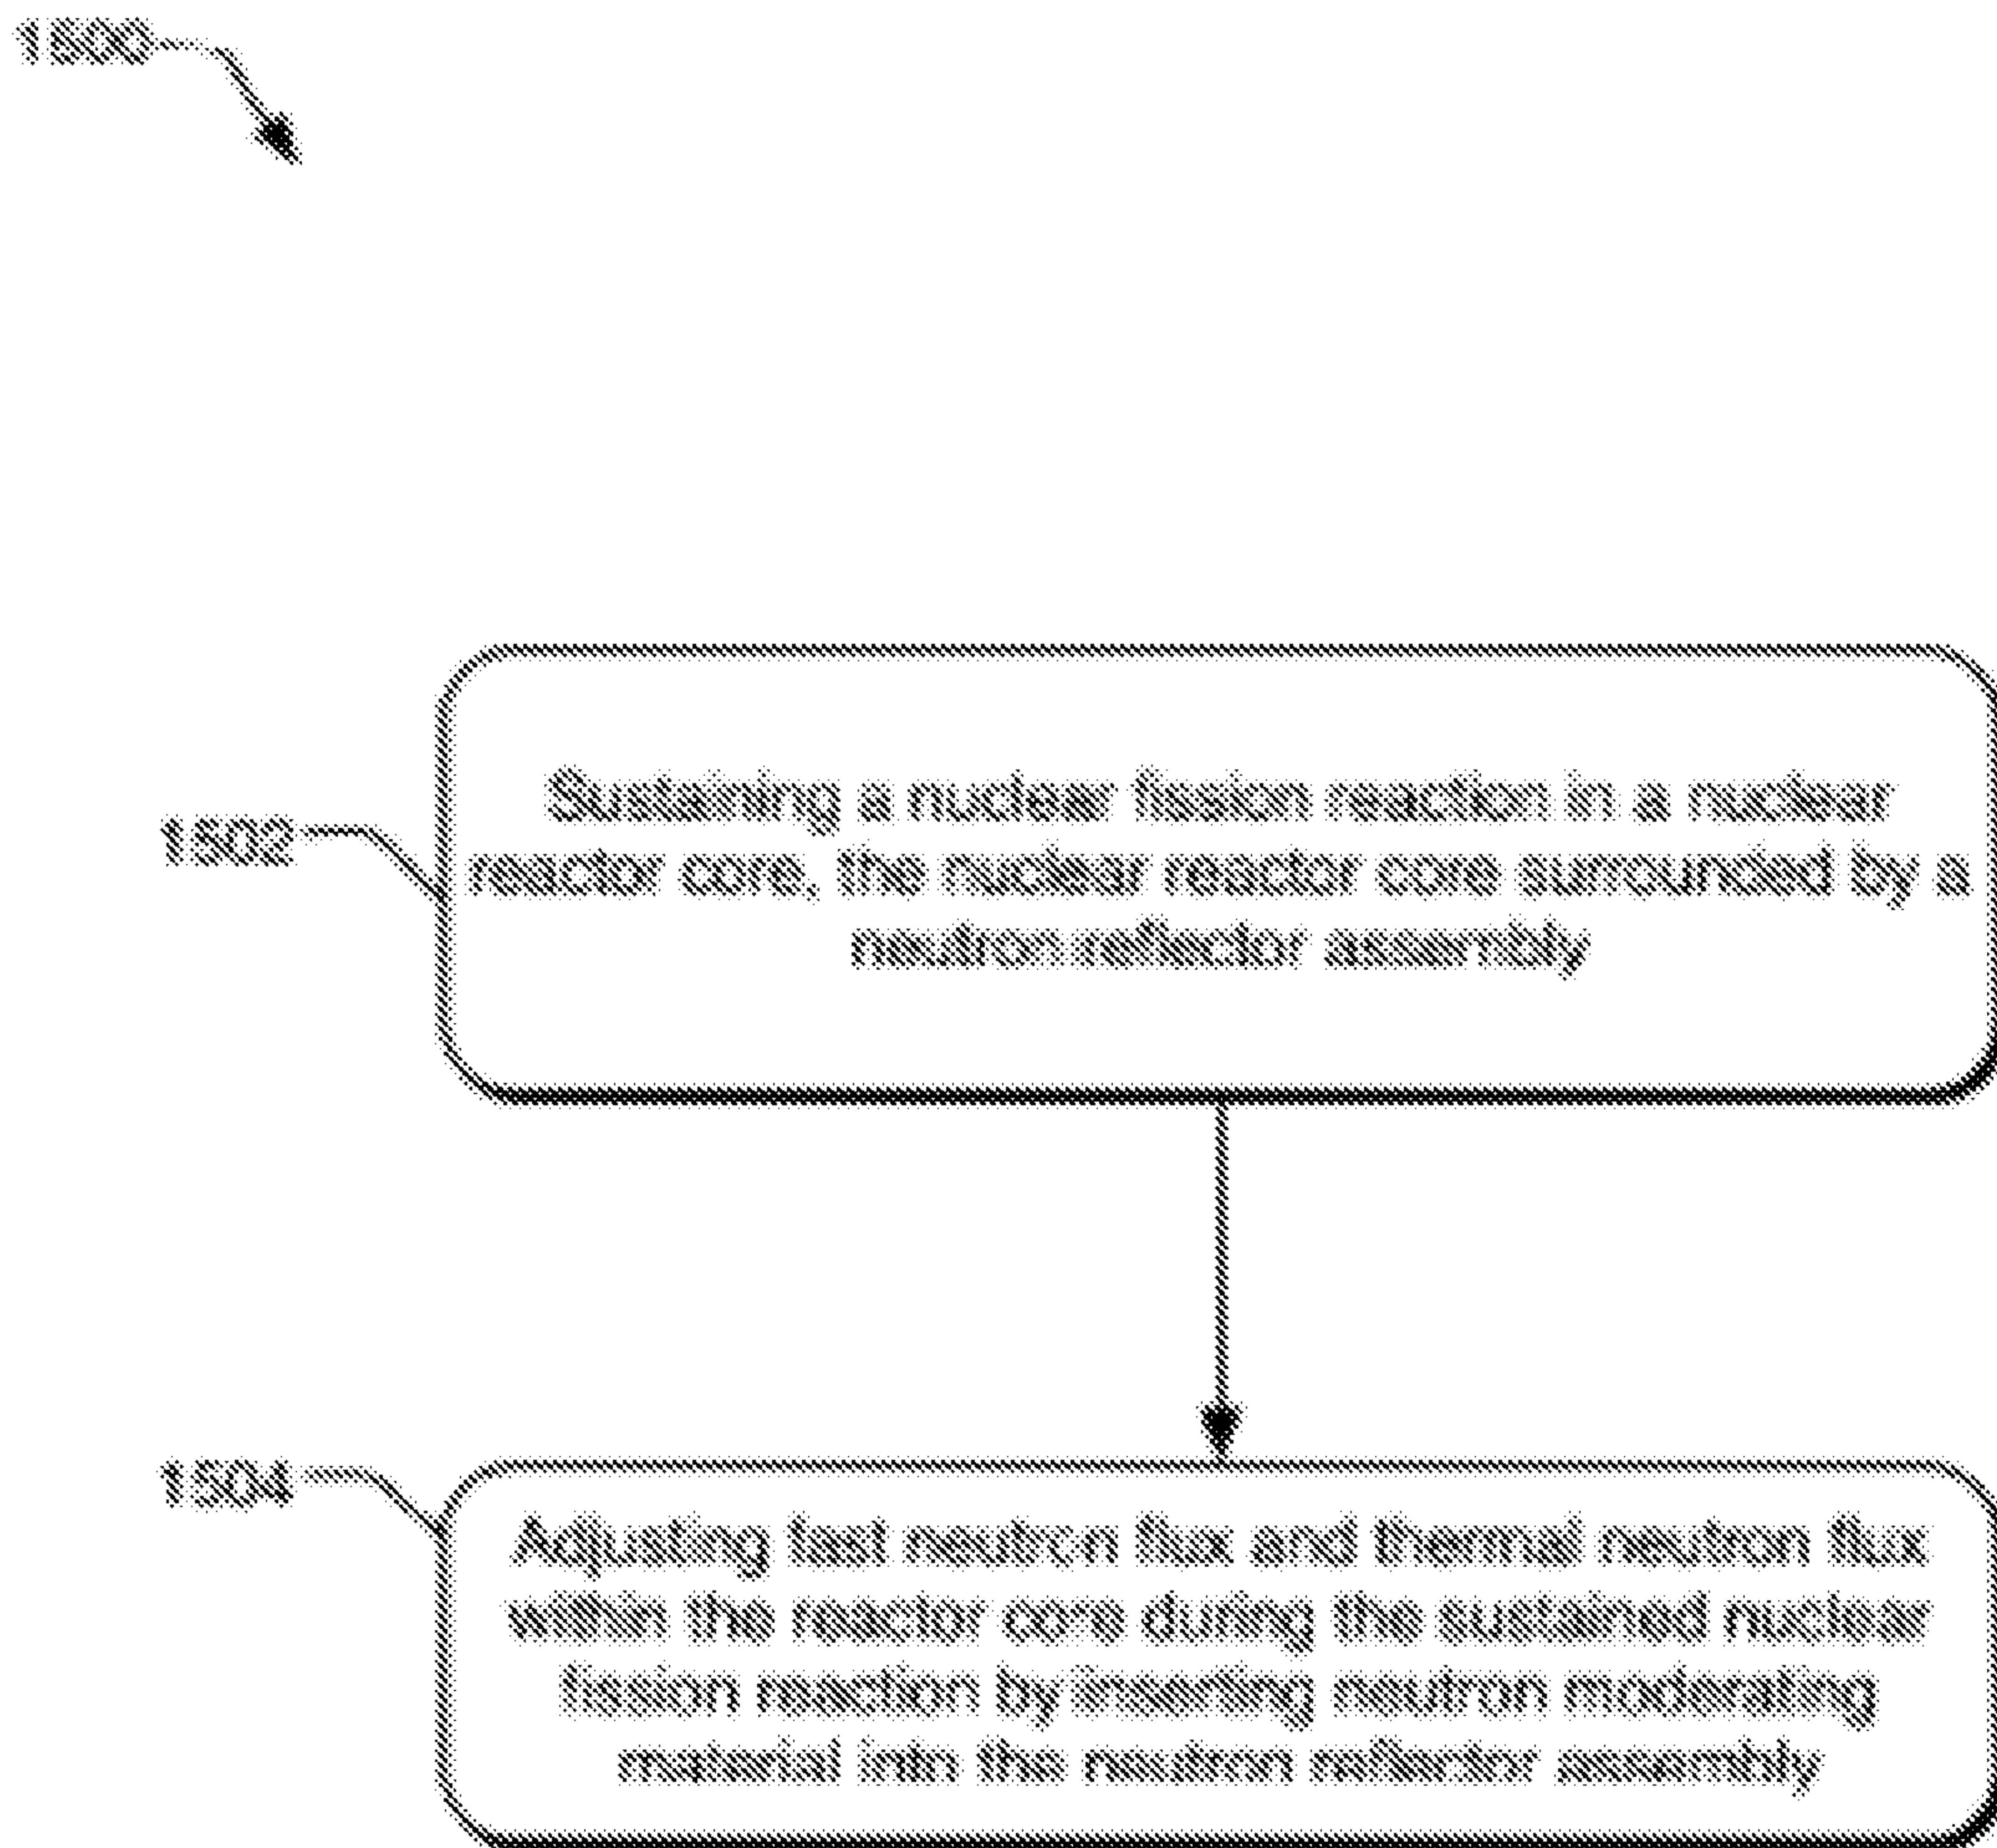 1500
1502
Sustaining a nuclear fission reaction in a nuclear
reactor core, the nuclear reactor core surrounded by a
neutron reflector assembly
1504
Adjusting fast neutron flux and thermal neutron flux
within the reactor core during the sustained nuclear
fission reaction by inserting neutron moderating
material into the neutron reflector assembly